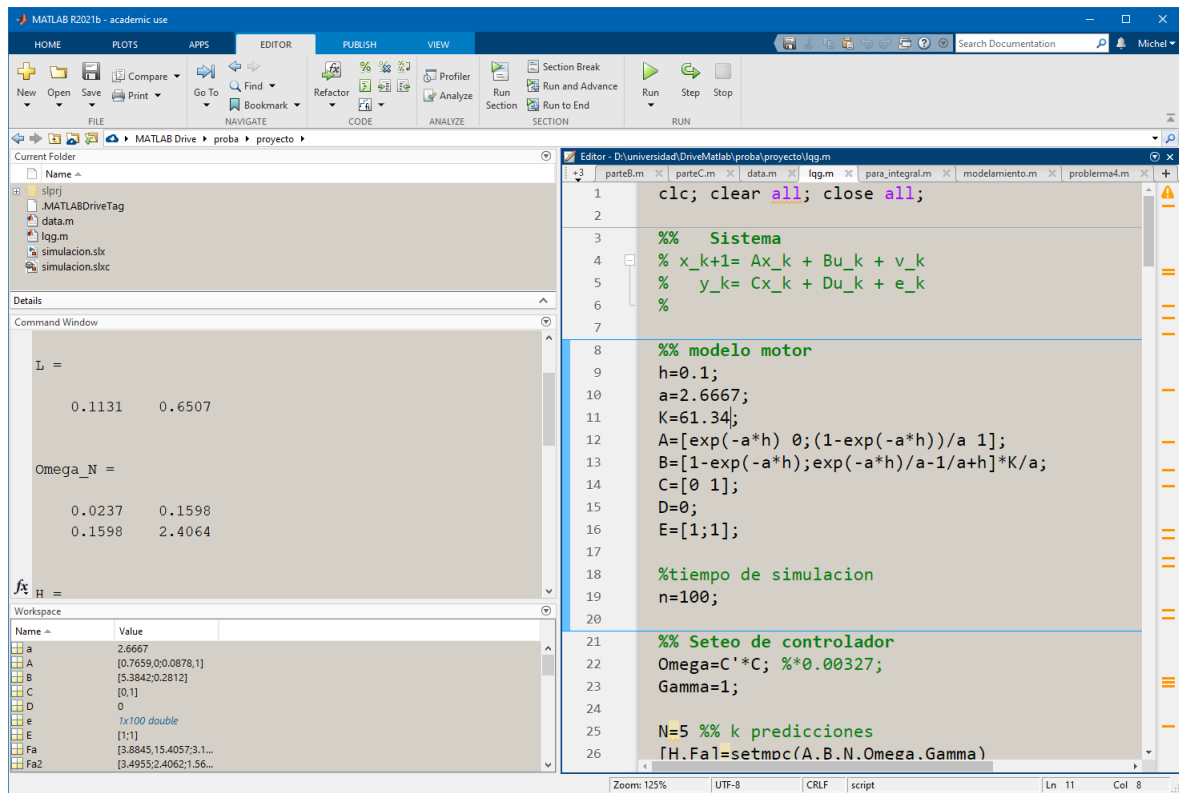 MATLAB R2021b - academic use
HOME PLOTS APPS EDITOR PUBLISH VIEW Search Documentation Michel
New Open Save Compare Print Go To Find Bookmark Refactor Profiler Analyze Run Section Section Break Run and Advance Run to End Run Step Stop
FILE NAVIGATE CODE ANALYZE SECTION RUN
MATLAB Drive proba proyecto
Current Folder
Name
slprj
.MATLABDriveTag
data.m
lqg.m
simulacion.slx
simulacion.slxc
Details
Command Window
L =
0.1131 0.6507
Omega_N =
0.0237 0.1598
0.1598 2.4064
fx H =
Workspace
Name Value
a 2.6667
A [0.7659,0;0.0878,1]
B [5.3842;0.2812]
C [0,1]
D 0
e 1x100 double
E [1;1]
Fa [3.8845,15.4057;3.1...
Fa2 [3.4955;2.4062;1.56...
Editor - D:\universidad\DriveMatlab\proba\proyecto\lqg.m
+3 parteB.m parteC.m data.m lqg.m para_integral.m modelamiento.m problerma4.m +
1 clc; clear all; close all;
2
3 %% Sistema
4 % x_k+1= Ax_k + Bu_k + v_k
5 % y_k= Cx_k + Du_k + e_k
6 %
7
8 %% modelo motor
9 h=0.1;
10 a=2.6667;
11 K=61.34;
12 A=[exp(-a*h) 0;(1-exp(-a*h))/a 1];
13 B=[1-exp(-a*h);exp(-a*h)/a-1/a+h]*K/a;
14 C=[0 1];
15 D=0;
16 E=[1;1];
17
18 %tiempo de simulacion
19 n=100;
20
21 %% Seteo de controlador
22 Omega=C'*C; %*0.00327;
23 Gamma=1;
24
25 N=5 %% k predicciones
26 [H,Fa]=setmpc(A,B,N,Omega,Gamma)
Zoom: 125% UTF-8 CRLF script Ln 11 Col 8